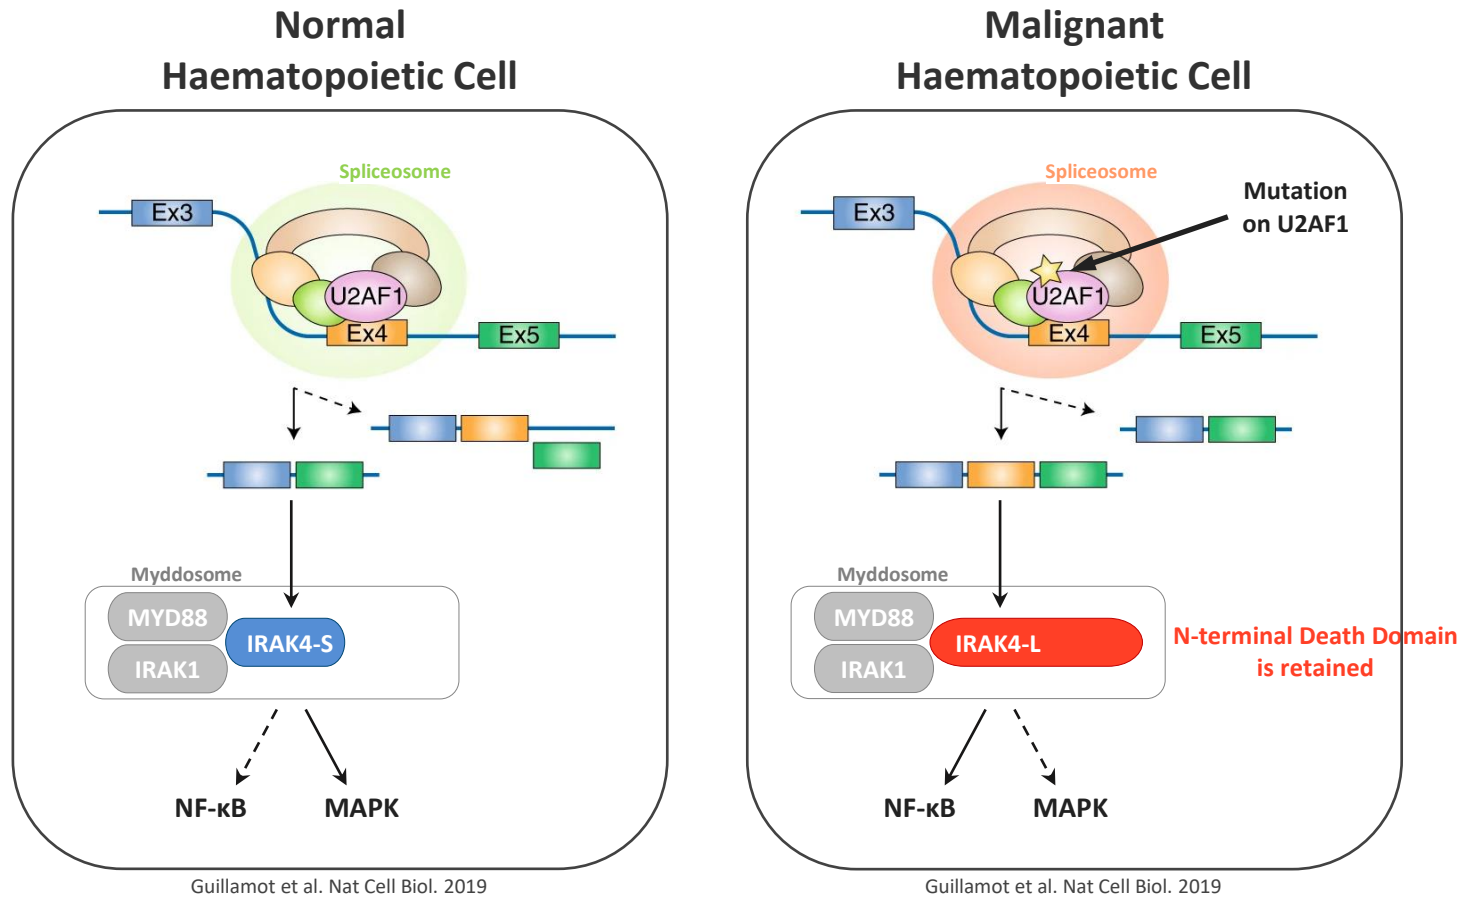 Normal
Haematopoietic Cell
Spliceosome
Ex3
U2AF1
Ex4
Ex5
Myddosome
MYD88
IRAK4-S
IRAK1
NF-κB
MAPK
Guillamot et al. Nat Cell Biol. 2019
Malignant
Haematopoietic Cell
Spliceosome
Mutation
on U2AF1
Ex3
U2AF1
Ex4
Ex5
Myddosome
MYD88
IRAK4-L
IRAK1
N-terminal Death Domain
is retained
NF-κB
MAPK
Guillamot et al. Nat Cell Biol. 2019